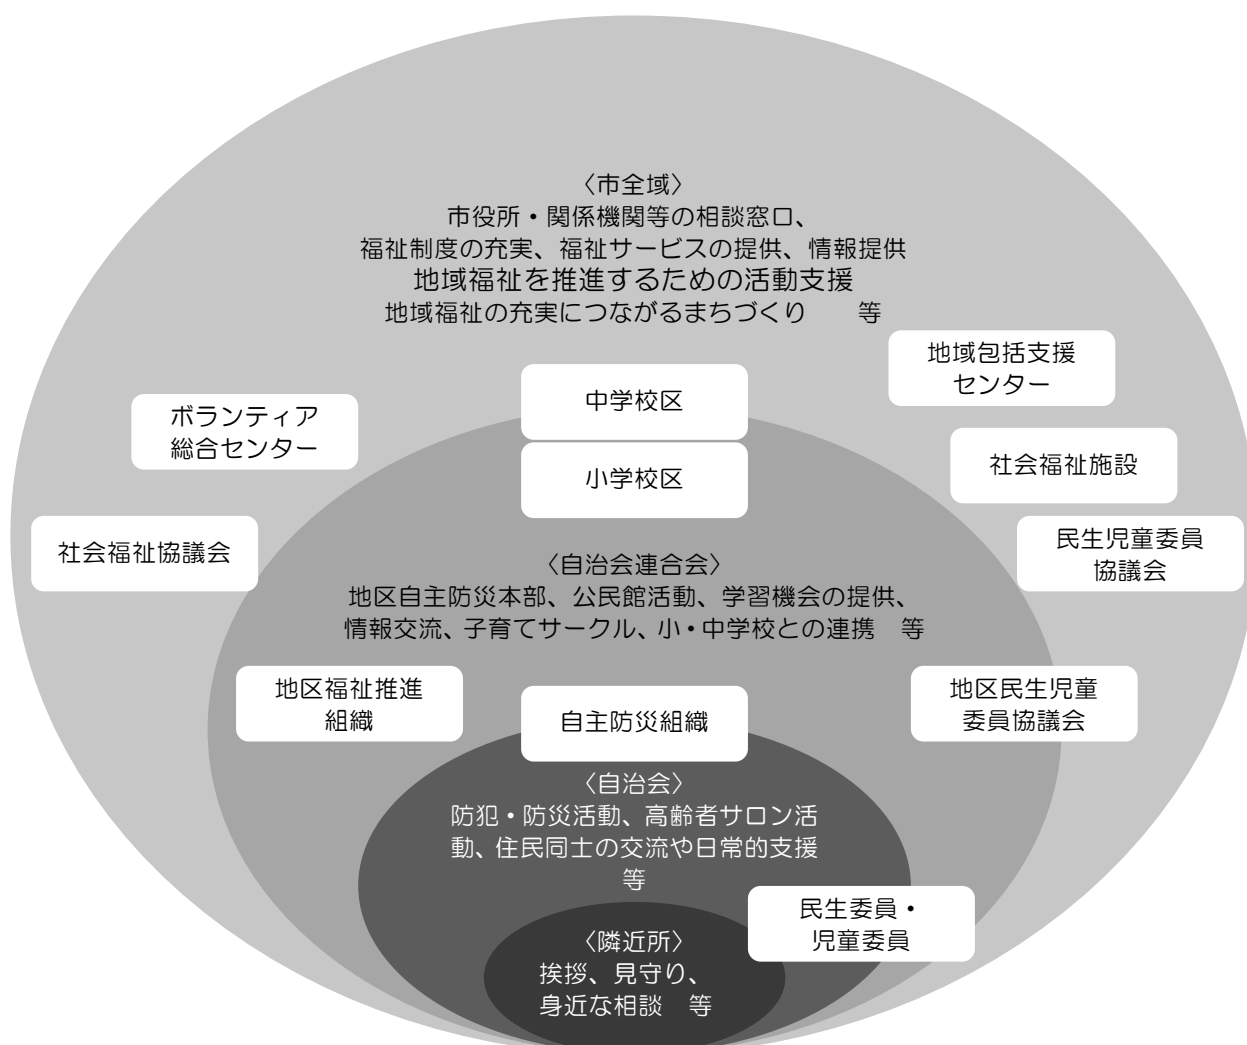 〈市全域〉
市役所・関係機関等の相談窓口、
福祉制度の充実、福祉サービスの提供、情報提供
地域福祉を推進するための活動支援
地域福祉の充実につながるまちづくり　　等
地域包括支援
センター
中学校区
ボランティア
総合センター
小学校区
社会福祉施設
社会福祉協議会
民生児童委員
協議会
〈自治会連合会〉
地区自主防災本部、公民館活動、学習機会の提供、
情報交流、子育てサークル、小・中学校との連携　等
地区福祉推進
組織
自主防災組織
地区民生児童
委員協議会
〈自治会〉
防犯・防災活動、高齢者サロン活
動、住民同士の交流や日常的支援
等
民生委員・
児童委員
〈隣近所〉
挨拶、見守り、
身近な相談　等